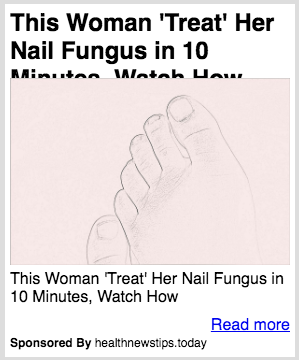 This Woman 'Treat' Her
Nail Fungus in 10
Minutes, Watch How
This Woman 'Treat' Her Nail Fungus in
10 Minutes, Watch How
Read more
Sponsored By healthnewstips.today